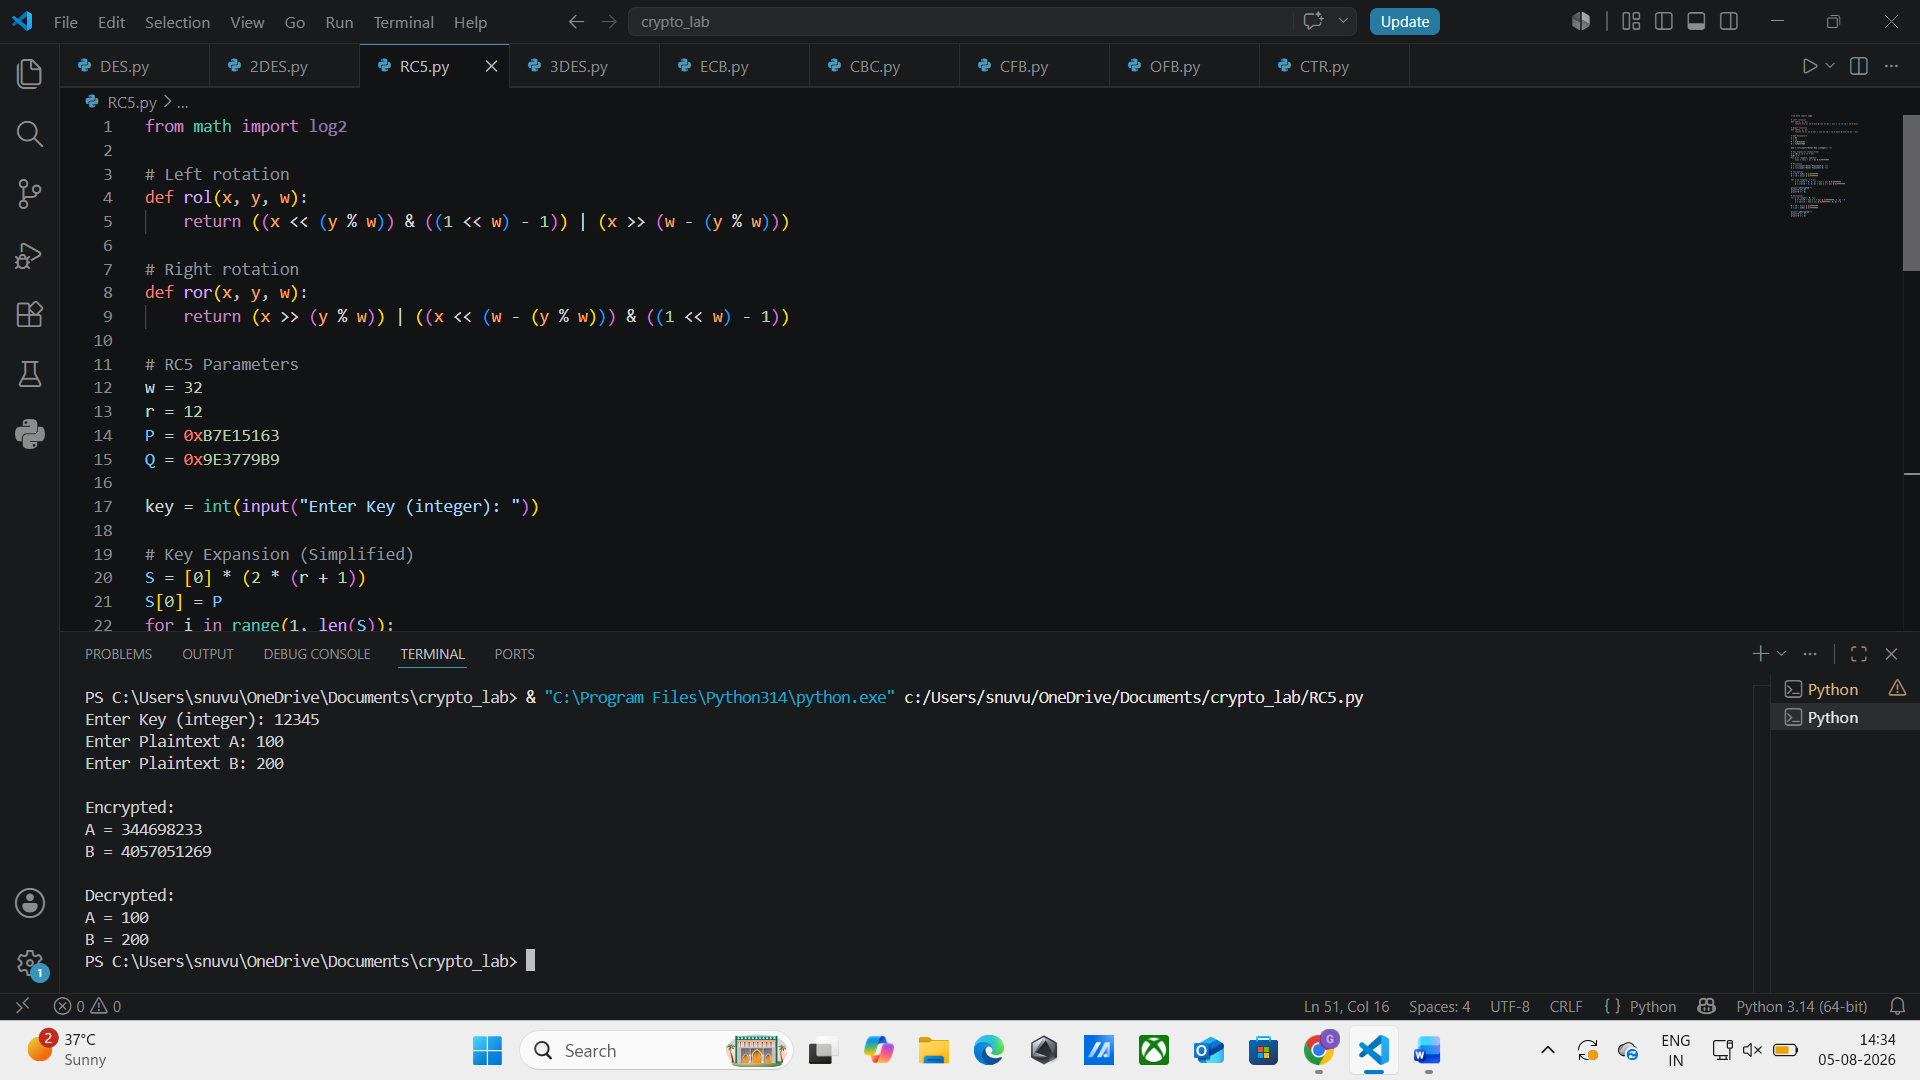 File Edit Selection View Go Run Terminal Help
crypto_lab
Update
DES.py 2DES.py RC5.py 3DES.py ECB.py CBC.py CFB.py OFB.py CTR.py
RC5.py > ...
1 from math import log2
2
3 # Left rotation
4 def rol(x, y, w):
5 return ((x << (y % w)) & ((1 << w) - 1)) | (x >> (w - (y % w)))
6
7 # Right rotation
8 def ror(x, y, w):
9 return (x >> (y % w)) | ((x << (w - (y % w))) & ((1 << w) - 1))
10
11 # RC5 Parameters
12 w = 32
13 r = 12
14 P = 0xB7E15163
15 Q = 0x9E3779B9
16
17 key = int(input("Enter Key (integer): "))
18
19 # Key Expansion (Simplified)
20 S = [0] * (2 * (r + 1))
21 S[0] = P
22 for i in range(1, len(S)):
PROBLEMS OUTPUT DEBUG CONSOLE TERMINAL PORTS
PS C:\Users\snuvu\OneDrive\Documents\crypto_lab> & "C:\Program Files\Python314\python.exe" c:/Users/snuvu/OneDrive/Documents/crypto_lab/RC5.py
Enter Key (integer): 12345
Enter Plaintext A: 100
Enter Plaintext B: 200
Encrypted:
A = 344698233
B = 4057051269
Decrypted:
A = 100
B = 200
PS C:\Users\snuvu\OneDrive\Documents\crypto_lab>
Python
Python
1
0 0
Ln 51, Col 16 Spaces: 4 UTF-8 CRLF {} Python Python 3.14 (64-bit)
2
37°C
Sunny
Search
G
ENG
IN
14:34
05-08-2026